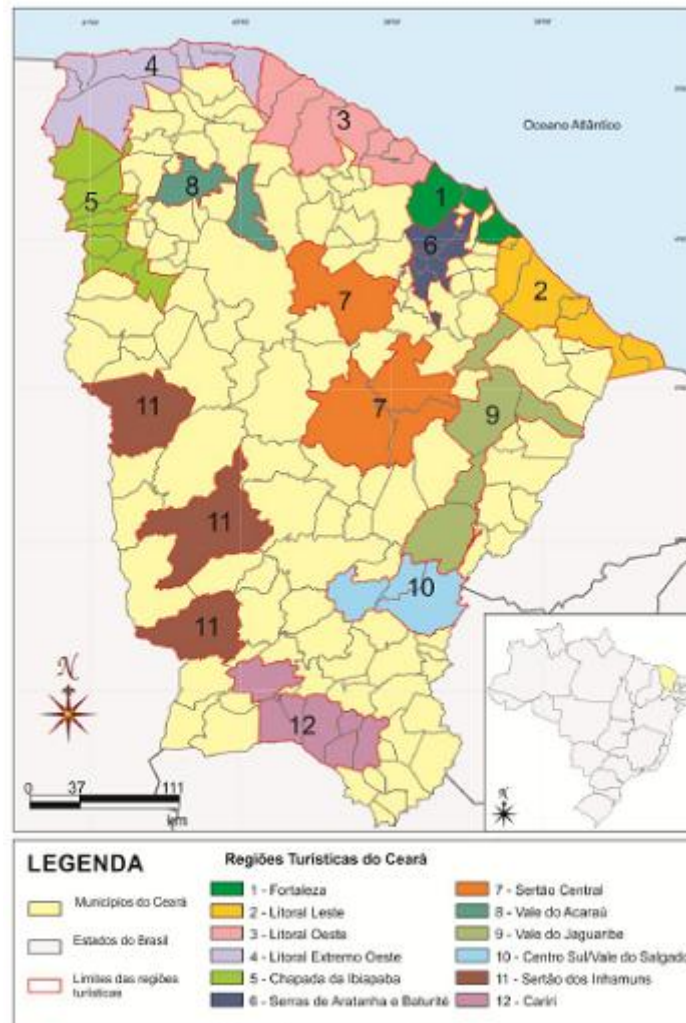 4
3
Oceano Atlântico
5
8
1
6
2
7
11
7
9
11
10
11
12
N
0 37 111
km
N
LEGENDA
Municípios do Ceará
Estados do Brasil
Limites das regiões
turísticas
Regiões Turísticas do Ceará
1 - Fortaleza
2 - Litoral Leste
3 - Litoral Oeste
4 - Litoral Extremo Oeste
5 - Chapada da Ibiapaba
6 - Serras de Aratanha e Baturité
7 - Sertão Central
8 - Vale do Acaraú
9 - Vale do Jaguaribe
10 - Centro Sul/Vale do Salgado
11 - Sertão dos Inhamuns
12 - Cariri